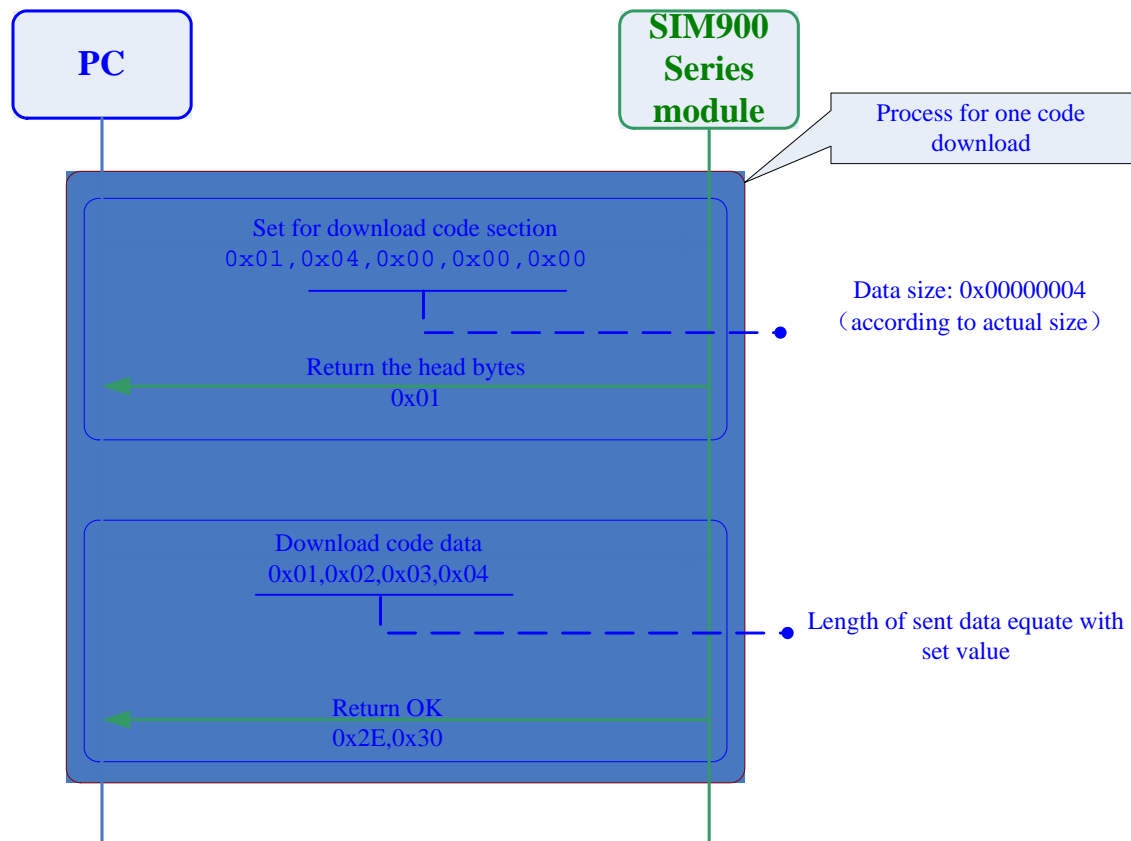 PC
SIM900
Series
module
Process for one code
download
Set for download code section
0x01,0x04,0x00,0x00,0x00
Data size: 0x00000004
（according to actual size）
Return the head bytes
0x01
Download code data
0x01,0x02,0x03,0x04
Length of sent data equate with
set value
Return OK
0x2E,0x30